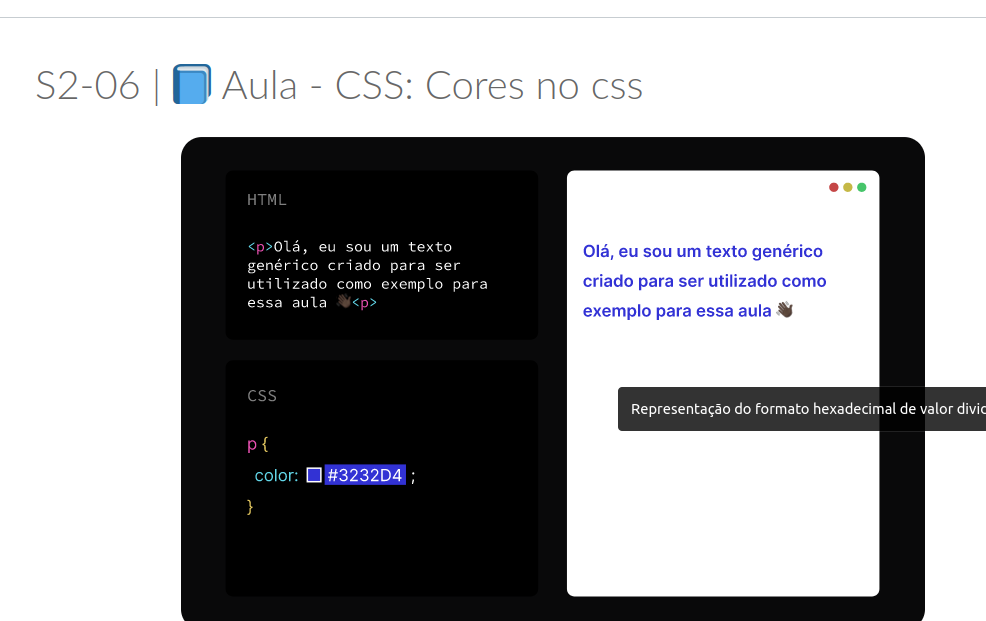 S2-06 | 📘 Aula - CSS: Cores no css
HTML
<p>Olá, eu sou um texto
genérico criado para ser
utilizado como exemplo para
essa aula 👋🏿<p>
CSS
p {
color: #3232D4 ;
}
Olá, eu sou um texto genérico
criado para ser utilizado como
exemplo para essa aula 👋🏿
Representação do formato hexadecimal de valor divic